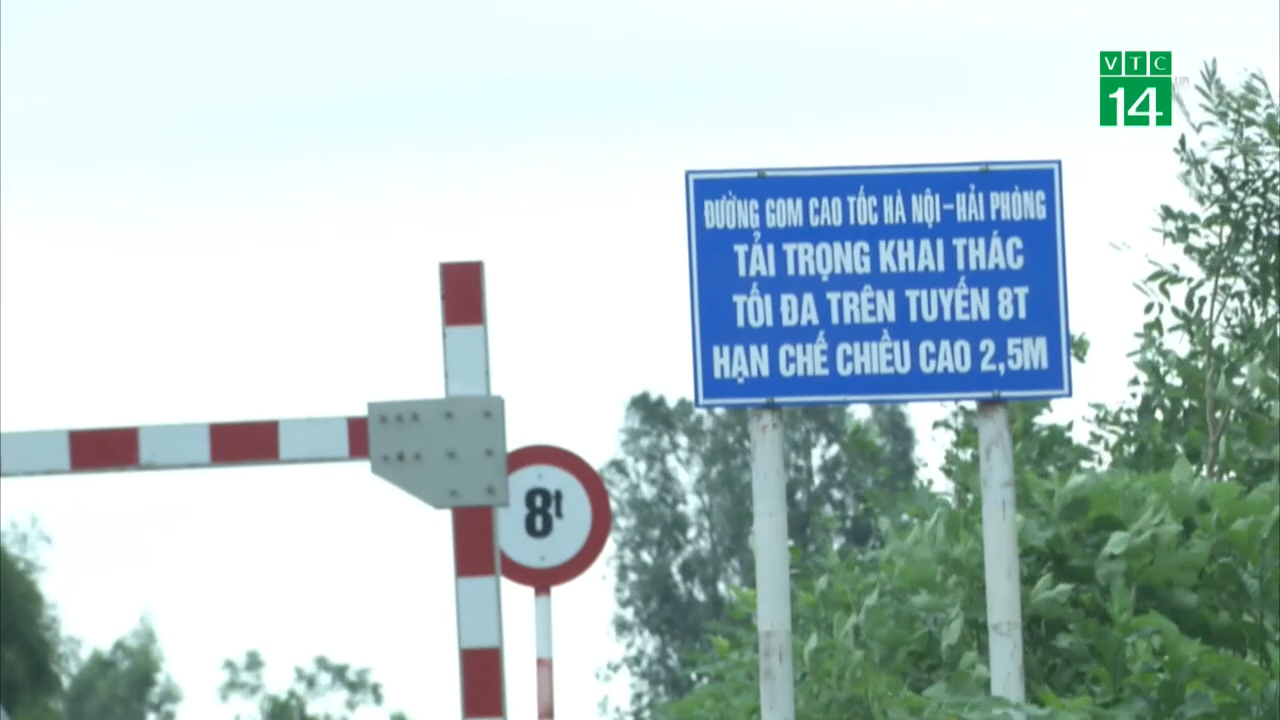 VTC
14
ĐƯỜNG GOM CAO TỐC HÀ NỘI-HẢI PHÒNG
TẢI TRỌNG KHAI THÁC
TỐI ĐA TRÊN TUYẾN 8T
HẠN CHẾ CHIỀU CAO 2,5M
8t